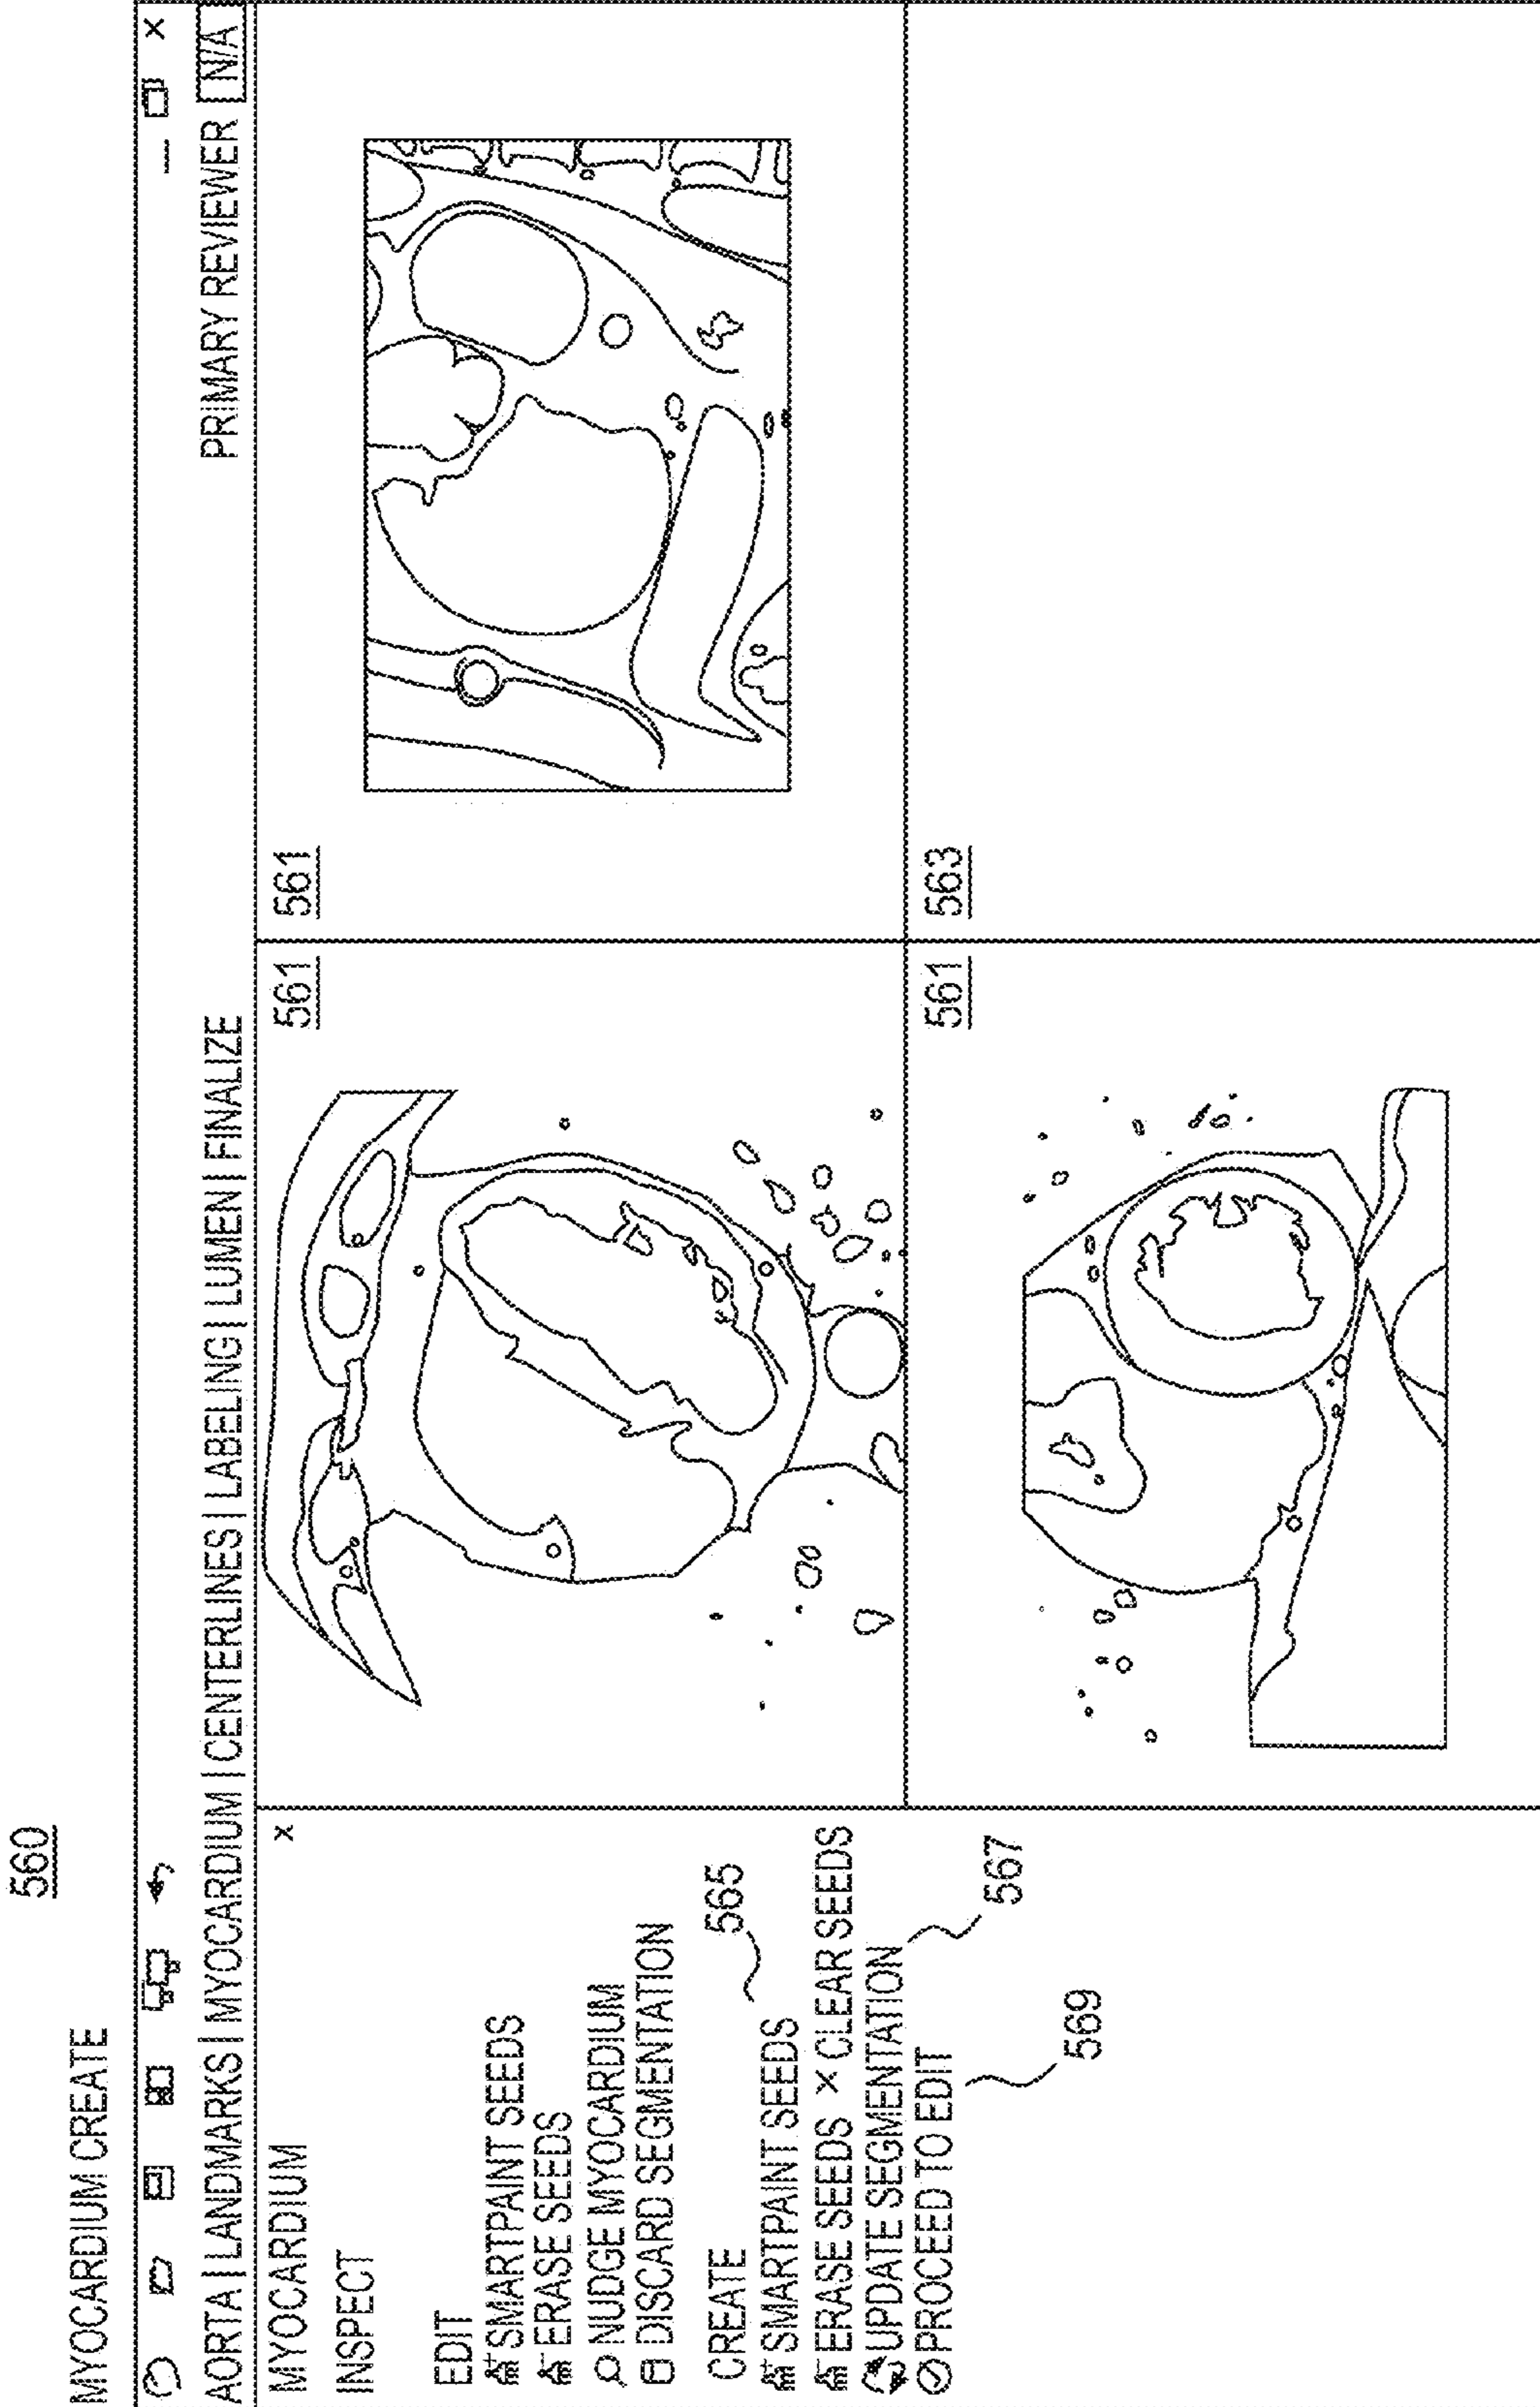 560
MYOCARDIUM CREATE
X
AORTA | LANDMARKS | MYOCARDIUM | CENTERLINES | LABELING | LUMEN | FINALIZE PRIMARY REVIEWER N/A
MYOCARDIUM X
INSPECT
EDIT
SMARTPAINT SEEDS
ERASE SEEDS
NUDGE MYOCARDIUM
DISCARD SEGMENTATION
CREATE 565
SMARTPAINT SEEDS
ERASE SEEDS X CLEAR SEEDS
UPDATE SEGMENTATION 567
PROCEED TO EDIT
569
561
561
561
563